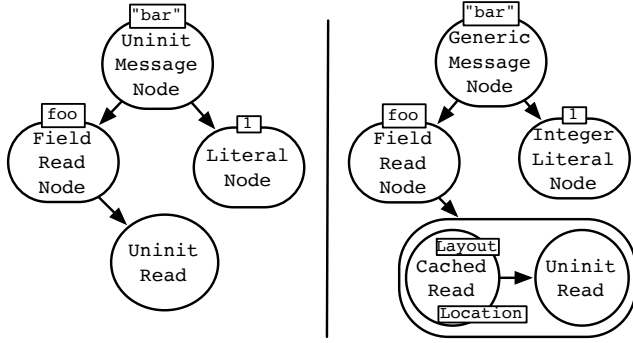 "bar"
Uninit
Message
Node
foo
Field
Read
Node
1
Literal
Node
Uninit
Read
"bar"
Generic
Message
Node
foo
Field
Read
Node
1
Integer
Literal
Node
Layout
Cached
Read
Location
Uninit
Read